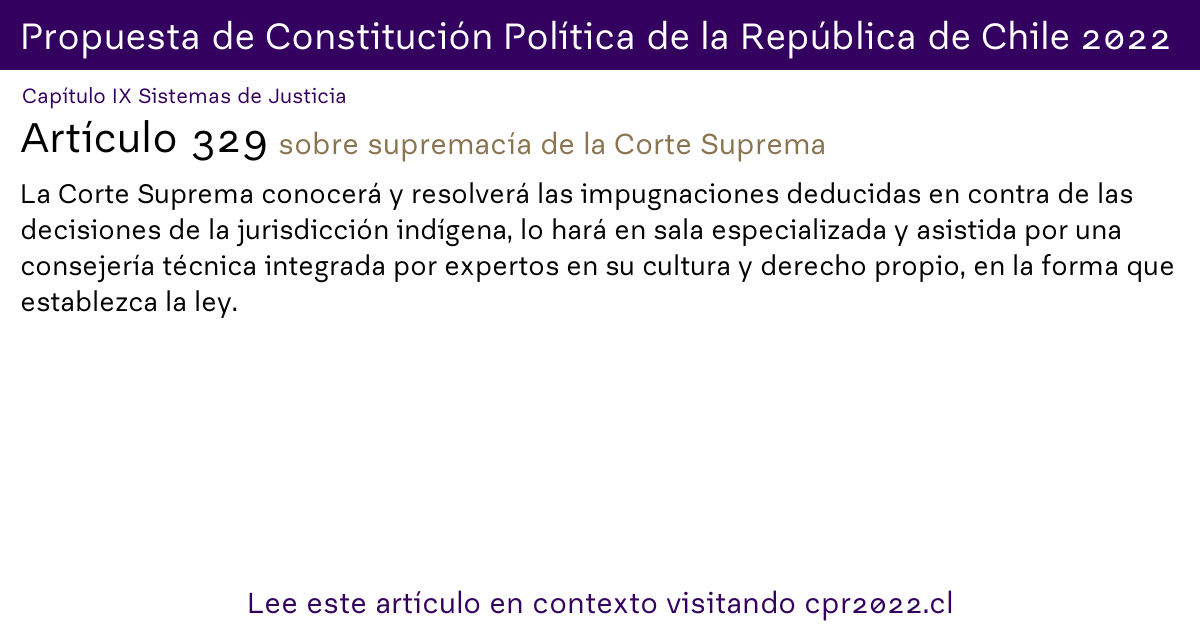 Propuesta de Constitución Política de la República de Chile 2022
Capítulo IX Sistemas de Justicia
Artículo 329 sobre supremacía de la Corte Suprema
La Corte Suprema conocerá y resolverá las impugnaciones deducidas en contra de las
decisiones de la jurisdicción indígena, lo hará en sala especializada y asistida por una
consejería técnica integrada por expertos en su cultura y derecho propio, en la forma que
establezca la ley.
Lee este artículo en contexto visitando cpr2022.cl